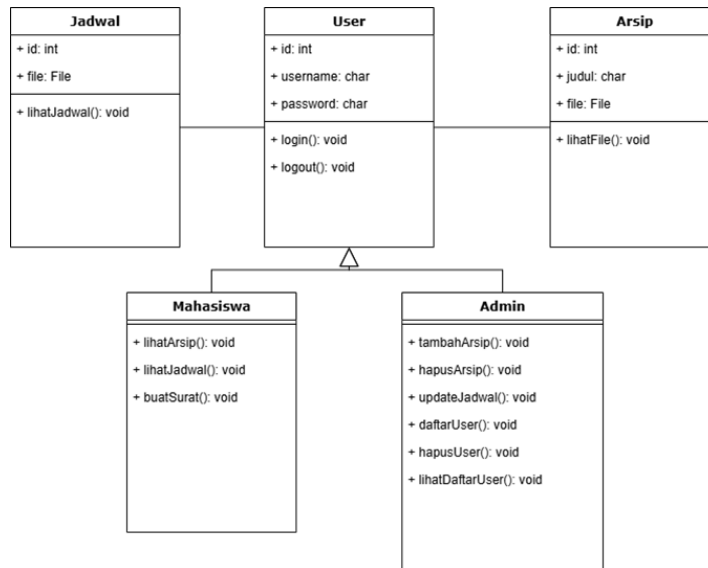 Jadwal
+ id: int
+ file: File
+ lihatJadwal(): void
User
+ id: int
+ username: char
+ password: char
+ login(): void
+ logout(): void
Arsip
+ id: int
+ judul: char
+ file: File
+ lihatFile(): void
Mahasiswa
+ lihatArsip(): void
+ lihatJadwal(): void
+ buatSurat(): void
Admin
+ tambahArsip(): void
+ hapusArsip(): void
+ updateJadwal(): void
+ daftarUser(): void
+ hapusUser(): void
+ lihatDaftarUser(): void